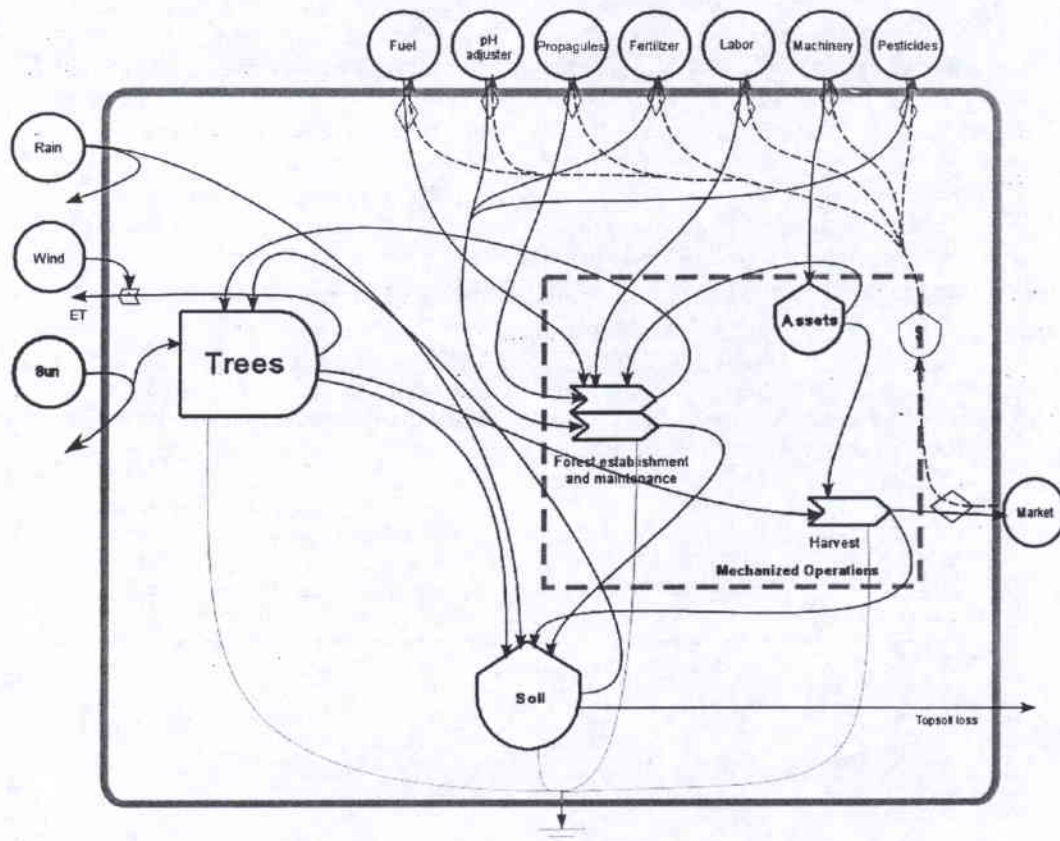 Fuel
pH
adjuster
Propagules
Fertilizer
Labor
Machinery
Pesticides
Rain
Wind
ET
Sun
Trees
Assets
Forest establishment
and maintenance
Harvest
Market
Mechanized Operations
Soil
Topsoil loss